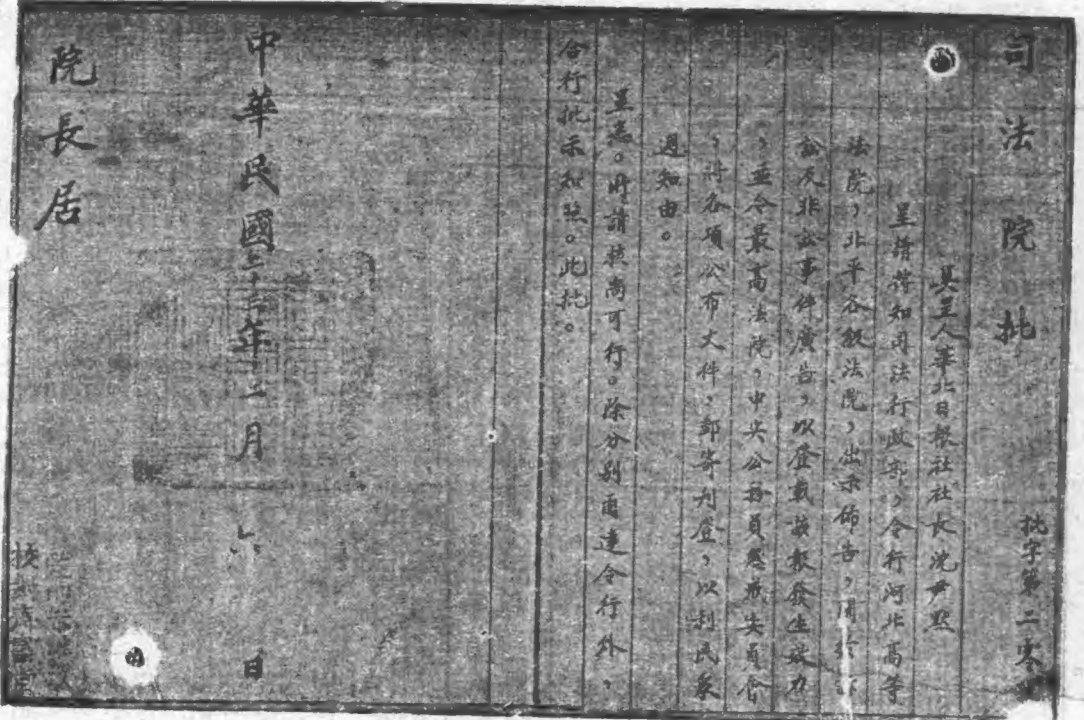 司法院批
批字第二零
具呈人華北日報社社長沈尹默
呈請轉知司法行政部，令行河北高等
法院，北平各級法院，出示佈告，關於訴
訟及非訟事件廣告，以登載該報發生效力
，並令最高法院，中央公務員懲戒委員會
，將各項公布文件，郵寄刊登，以利民衆
週知由。
呈悉。所請核尚可行。除分別函達令行外，
合行批示知照。此批。
中華民國二十二年十二月六日
院長居
校對